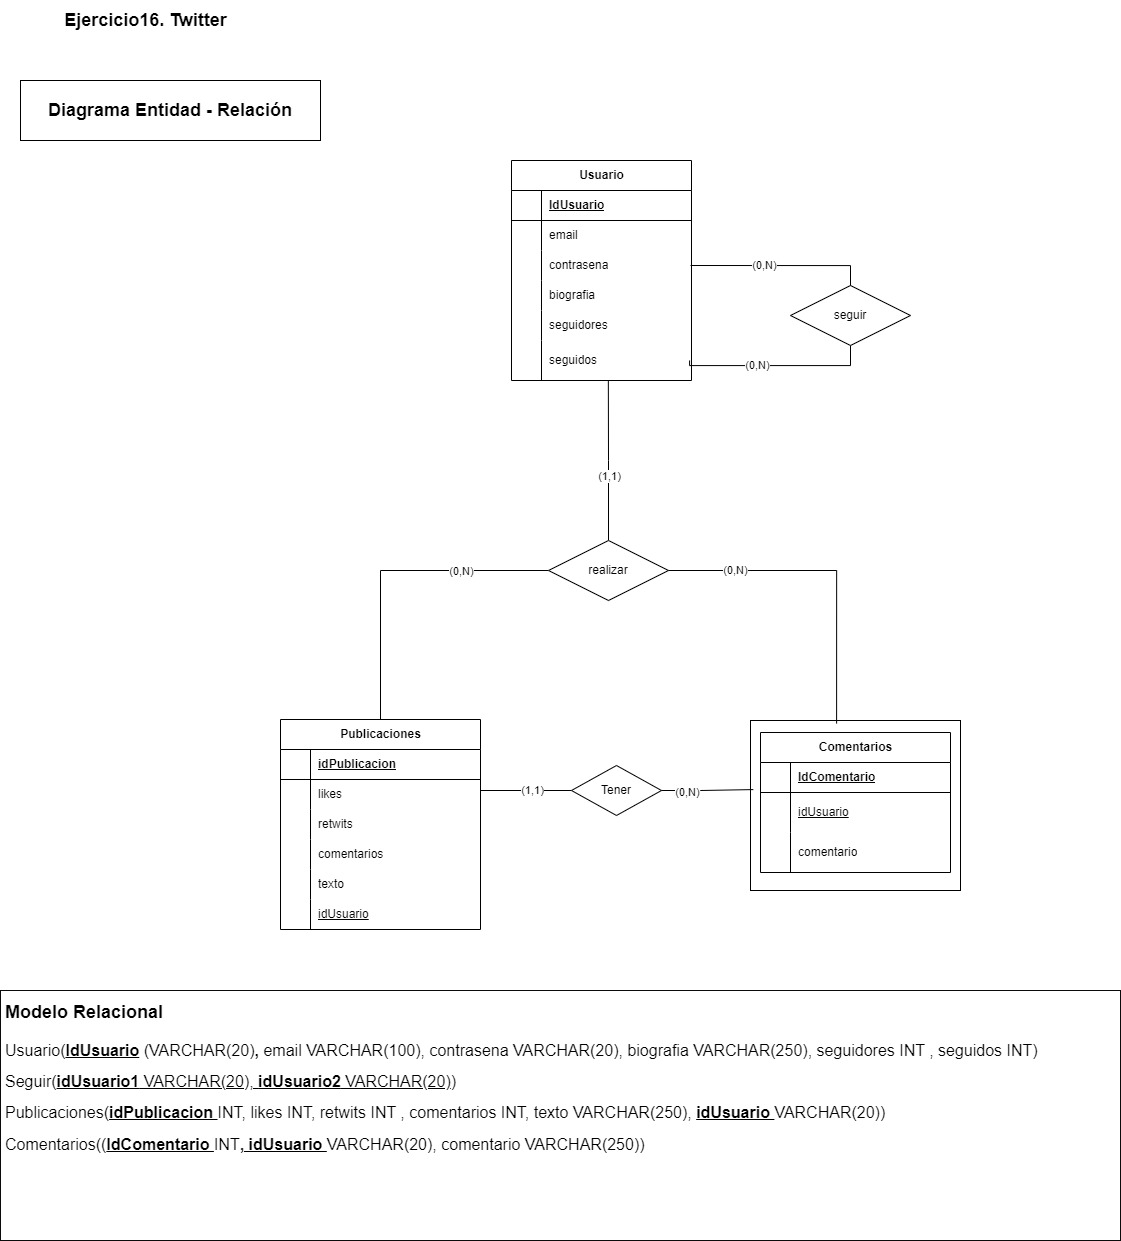 Ejercicio16. Twitter
Diagrama Entidad - Relación
Usuario
IdUsuario
email
contrasena
biografia
seguidores
seguidos
(0,N)
seguir
(0,N)
(1,1)
realizar
(0,N)
(0,N)
Publicaciones
idPublicacion
likes
retwits
comentarios
texto
idUsuario
(1,1)
Tener
(0,N)
Comentarios
IdComentario
idUsuario
comentario
Modelo Relacional
Usuario(IdUsuario (VARCHAR(20), email VARCHAR(100), contrasena VARCHAR(20), biografia VARCHAR(250), seguidores INT , seguidos INT)
Seguir(idUsuario1 VARCHAR(20), idUsuario2 VARCHAR(20))
Publicaciones(idPublicacion INT, likes INT, retwits INT , comentarios INT, texto VARCHAR(250), idUsuario VARCHAR(20))
Comentarios((IdComentario INT, idUsuario VARCHAR(20), comentario VARCHAR(250))